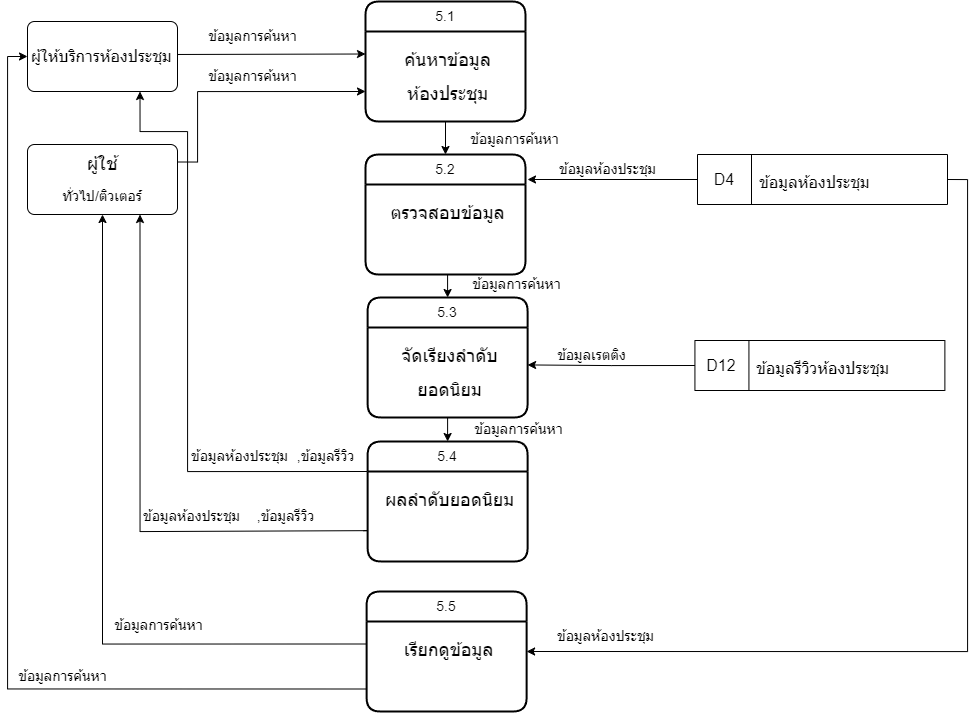 5.1
ข้อมูลการค้นหา
ผู้ให้บริการห้องประชุม
ค้นหาข้อมูล
ห้องประชุม
ข้อมูลการค้นหา
ข้อมูลการค้นหา
ผู้ใช้
ทั่วไป/ติวเตอร์
5.2
ตรวจสอบข้อมูล
ข้อมูลห้องประชุม
D4
ข้อมูลห้องประชุม
ข้อมูลการค้นหา
5.3
จัดเรียงลำดับ
ยอดนิยม
ข้อมูลเรตติง
D12
ข้อมูลรีวิวห้องประชุม
ข้อมูลการค้นหา
5.4
ข้อมูลห้องประชุม ,ข้อมูลรีวิว
ผลลำดับยอดนิยม
ข้อมูลห้องประชุม ,ข้อมูลรีวิว
5.5
ข้อมูลการค้นหา
เรียกดูข้อมูล
ข้อมูลห้องประชุม
ข้อมูลการค้นหา